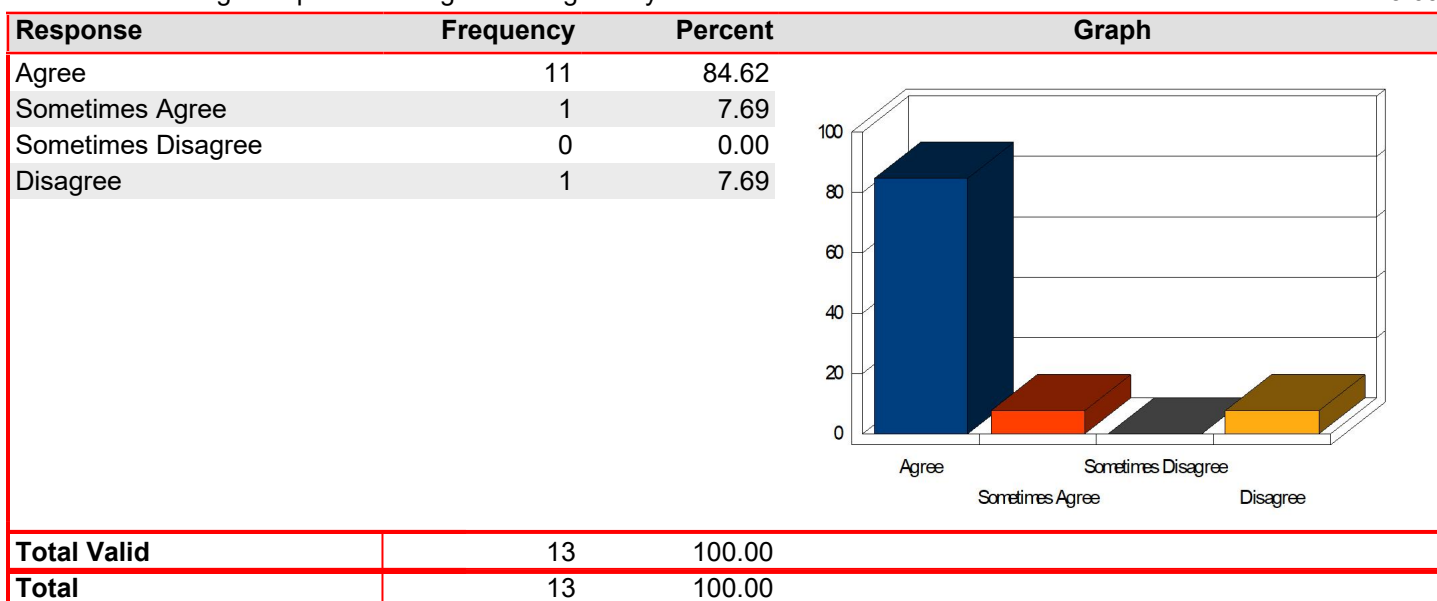 Response Frequency Percent Graph
Agree 11 84.62
Sometimes Agree 1 7.69
Sometimes Disagree 0 0.00
Disagree 1 7.69
100
80
60
40
20
0
Agree Sometimes Disagree
Sometimes Agree Disagree
Total Valid 13 100.00
Total 13 100.00